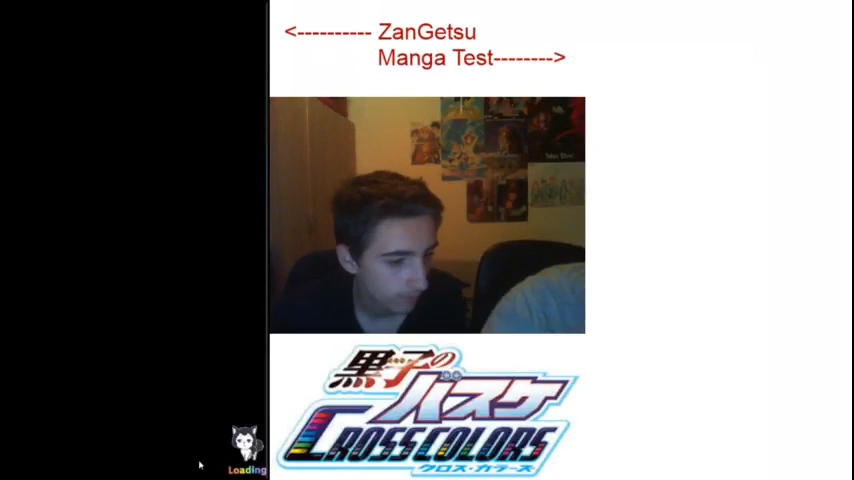 <---------- ZanGetsu
Manga Test-------->
黒子の
バスケ
CROSSCOLORS
クロス・カラーズ
Loading